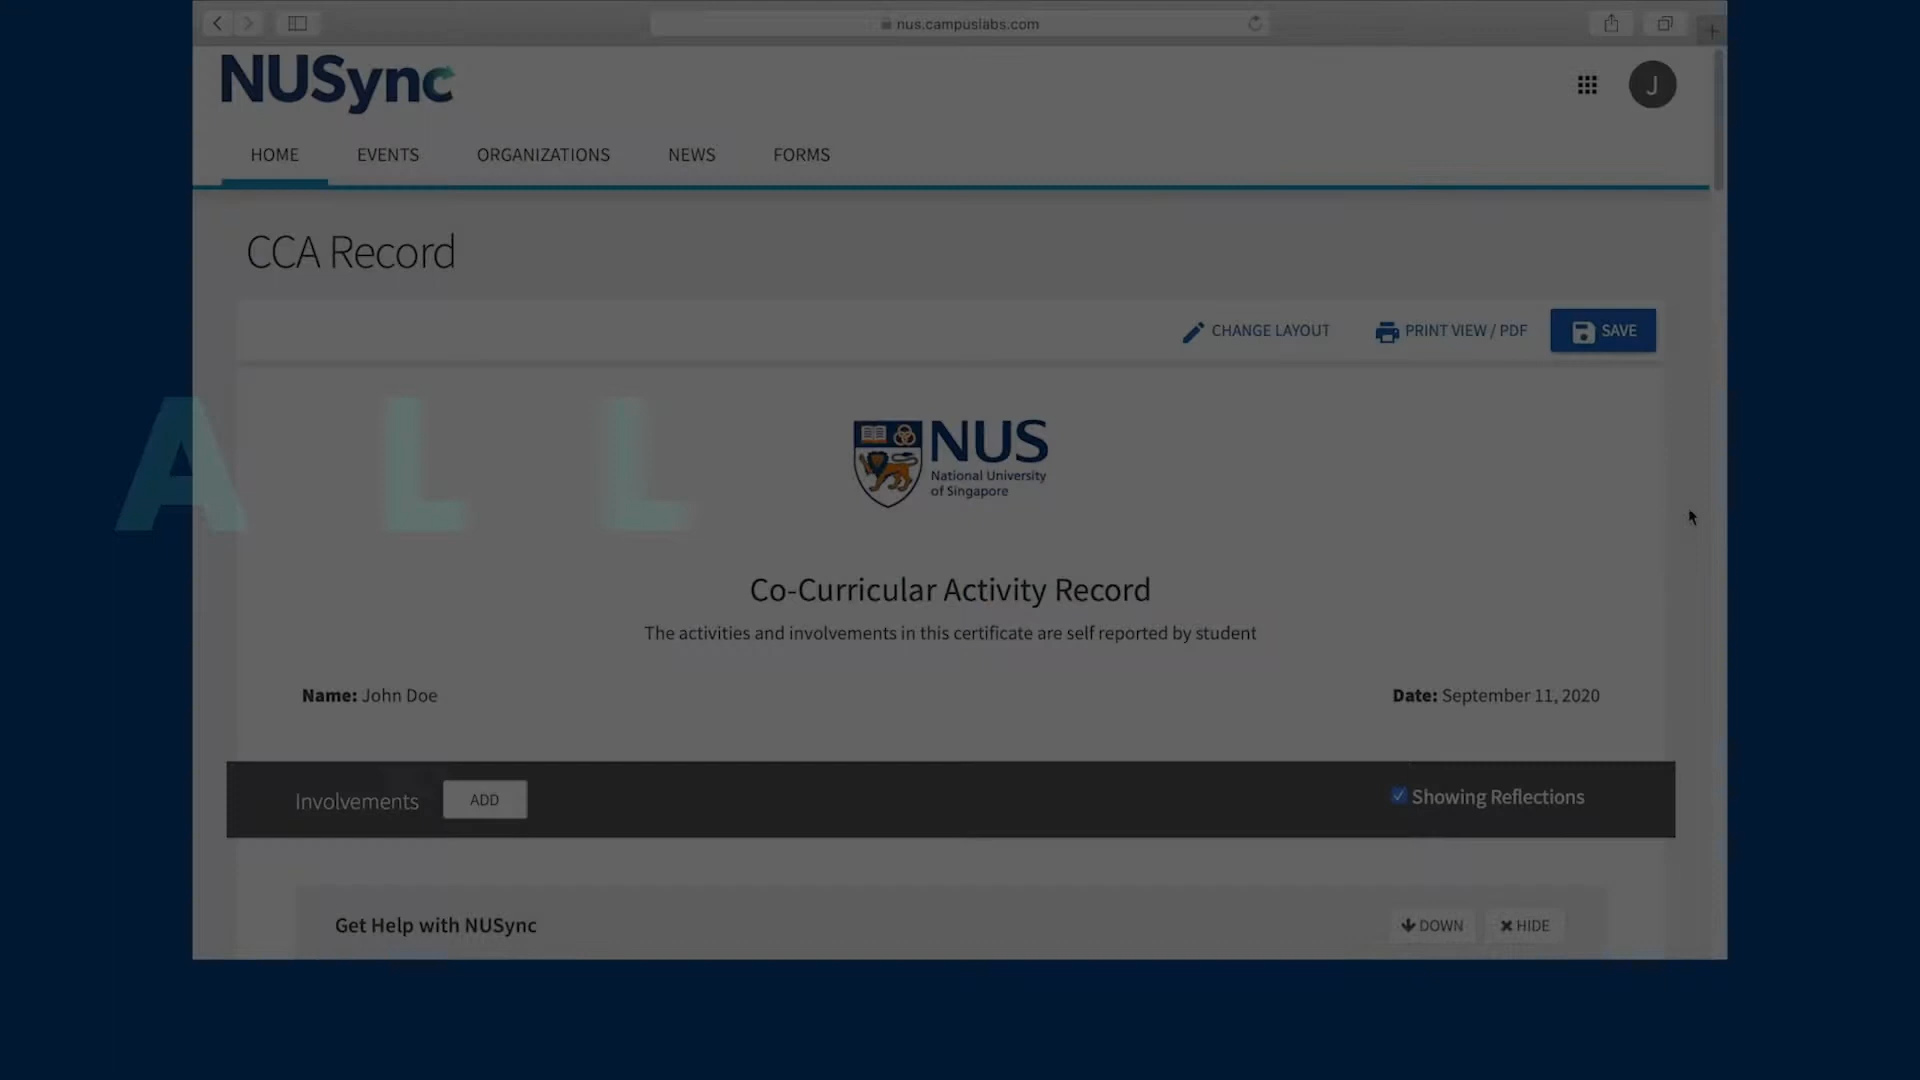 nus.campuslabs.com
NUSync
J
HOME EVENTS ORGANIZATIONS NEWS FORMS
CCA Record
CHANGE LAYOUT PRINT VIEW / PDF SAVE
A L L
NUS
National University
of Singapore
Co-Curricular Activity Record
The activities and involvements in this certificate are self reported by student
Name: John Doe Date: September 11, 2020
Involvements ADD Showing Reflections
Get Help with NUSync DOWN HIDE